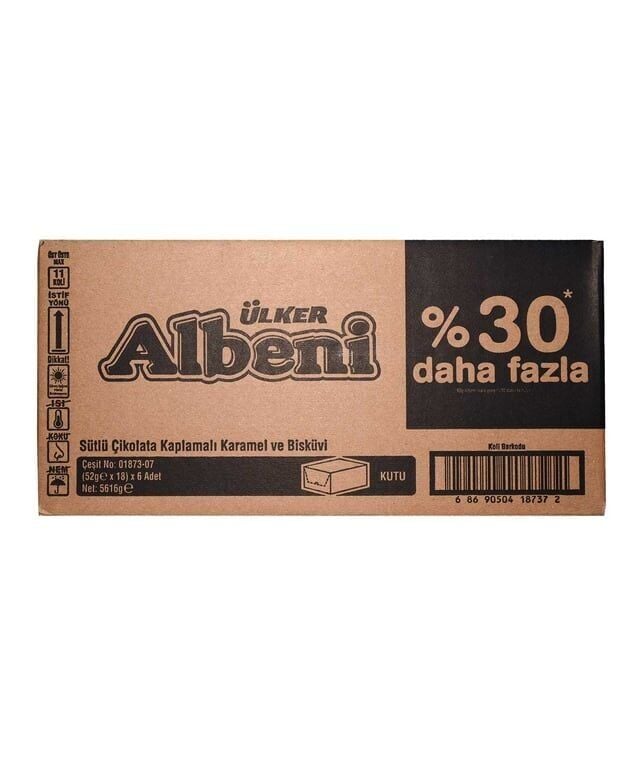 ÜST ÜSTE
MAX
11
KOLİ
İSTİF
YÖNÜ
Dikkat!
ISI
KOKU
NEM
ÜLKER
Albeni
%30*
daha fazla
Sütlü Çikolata Kaplamalı Karamel ve Bisküvi
Çeşit No: 01873-07
(52g℮ x 18) x 6 Adet
Net: 5616g℮
KUTU
Koli Barkodu
6 86 90504 18737 2